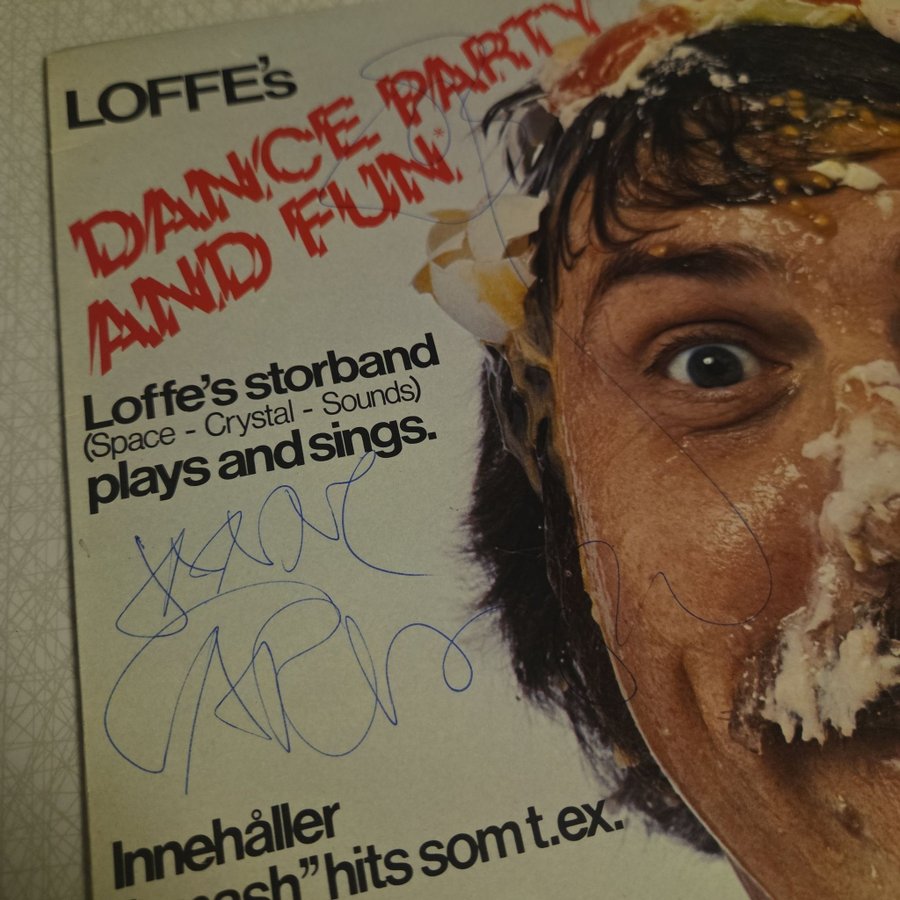 LOFFE's
DANCE PARTY
AND FUN*
Loffe's storband
(Space - Crystal - Sounds)
plays and sings.
Innehåller
hits som t.ex.